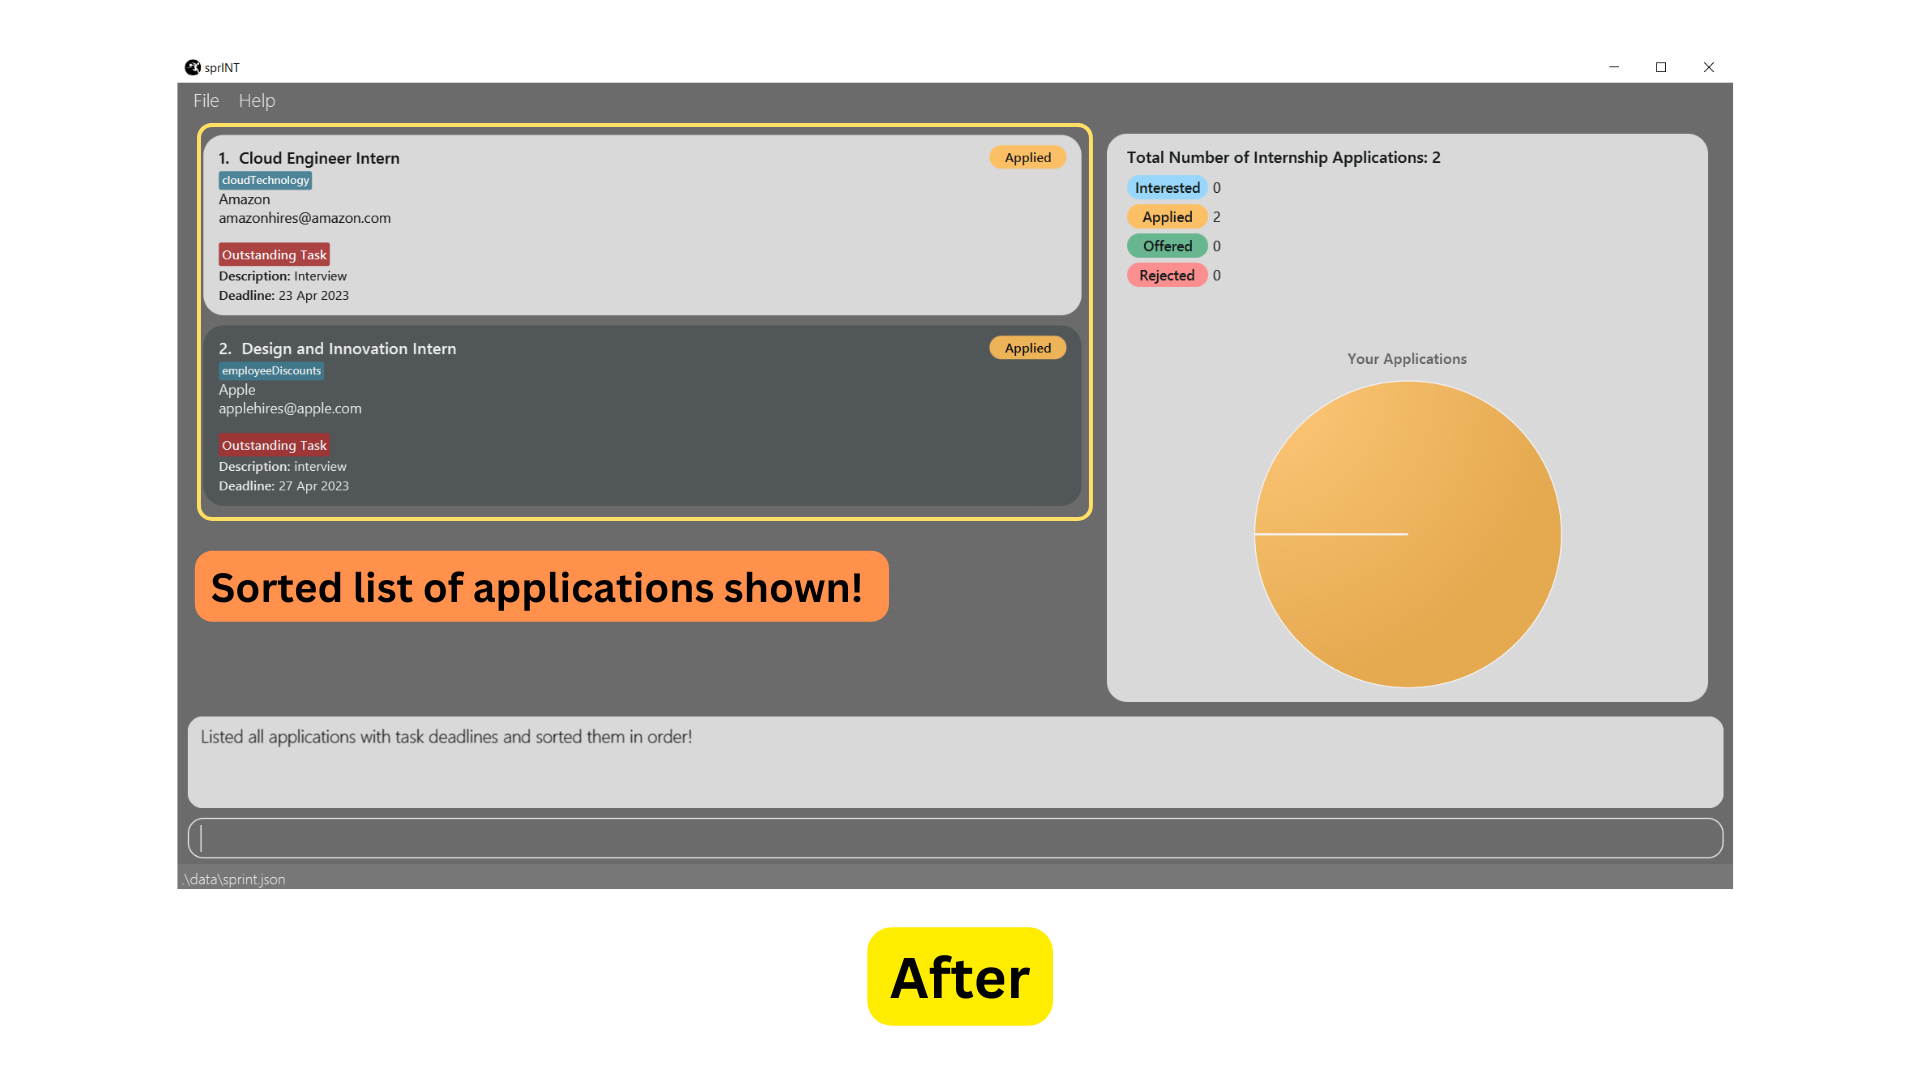 sprINT
File Help
1. Cloud Engineer Intern
Applied
cloudTechnology
Amazon
amazonhires@amazon.com
Outstanding Task
Description: Interview
Deadline: 23 Apr 2023
2. Design and Innovation Intern
Applied
employeeDiscounts
Apple
applehires@apple.com
Outstanding Task
Description: interview
Deadline: 27 Apr 2023
Sorted list of applications shown!
Total Number of Internship Applications: 2
Interested 0
Applied 2
Offered 0
Rejected 0
Your Applications
Listed all applications with task deadlines and sorted them in order!
.\data\sprint.json
After